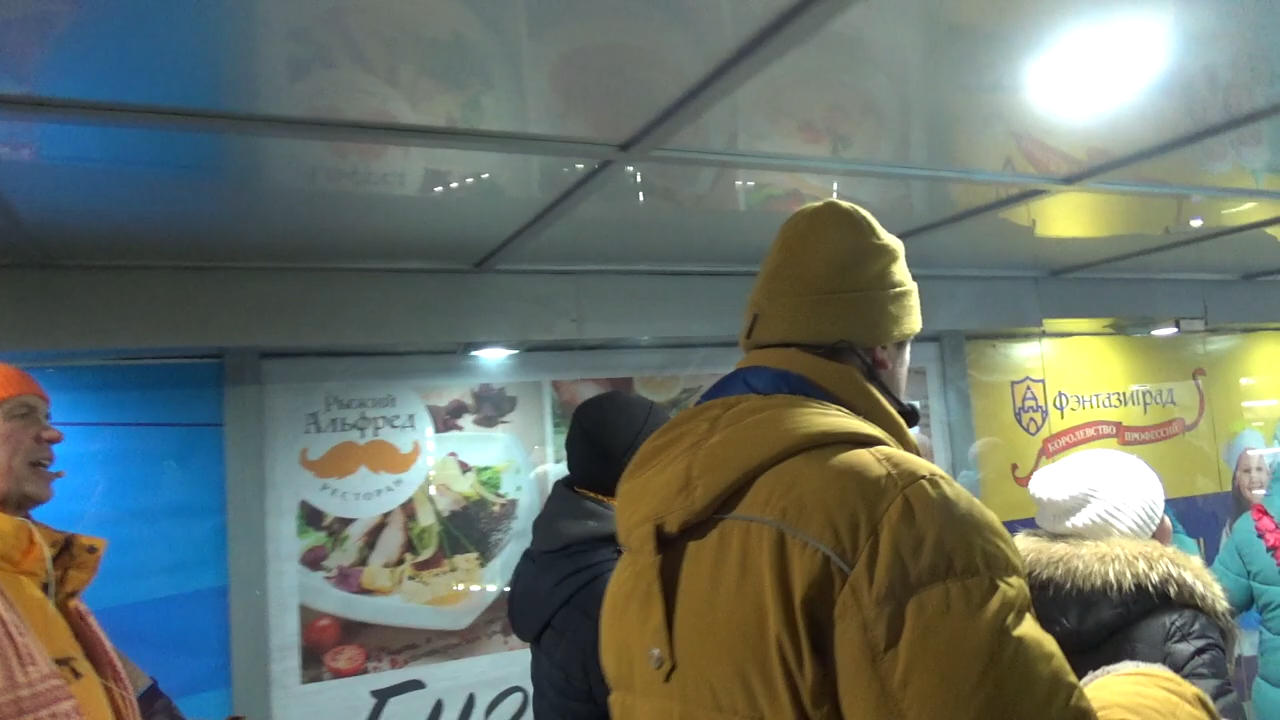 Рыжий
Альфред
РЕСТОРАН
Фэнтазиград
КОРОЛЕВСТВО ПРОФЕССИЙ